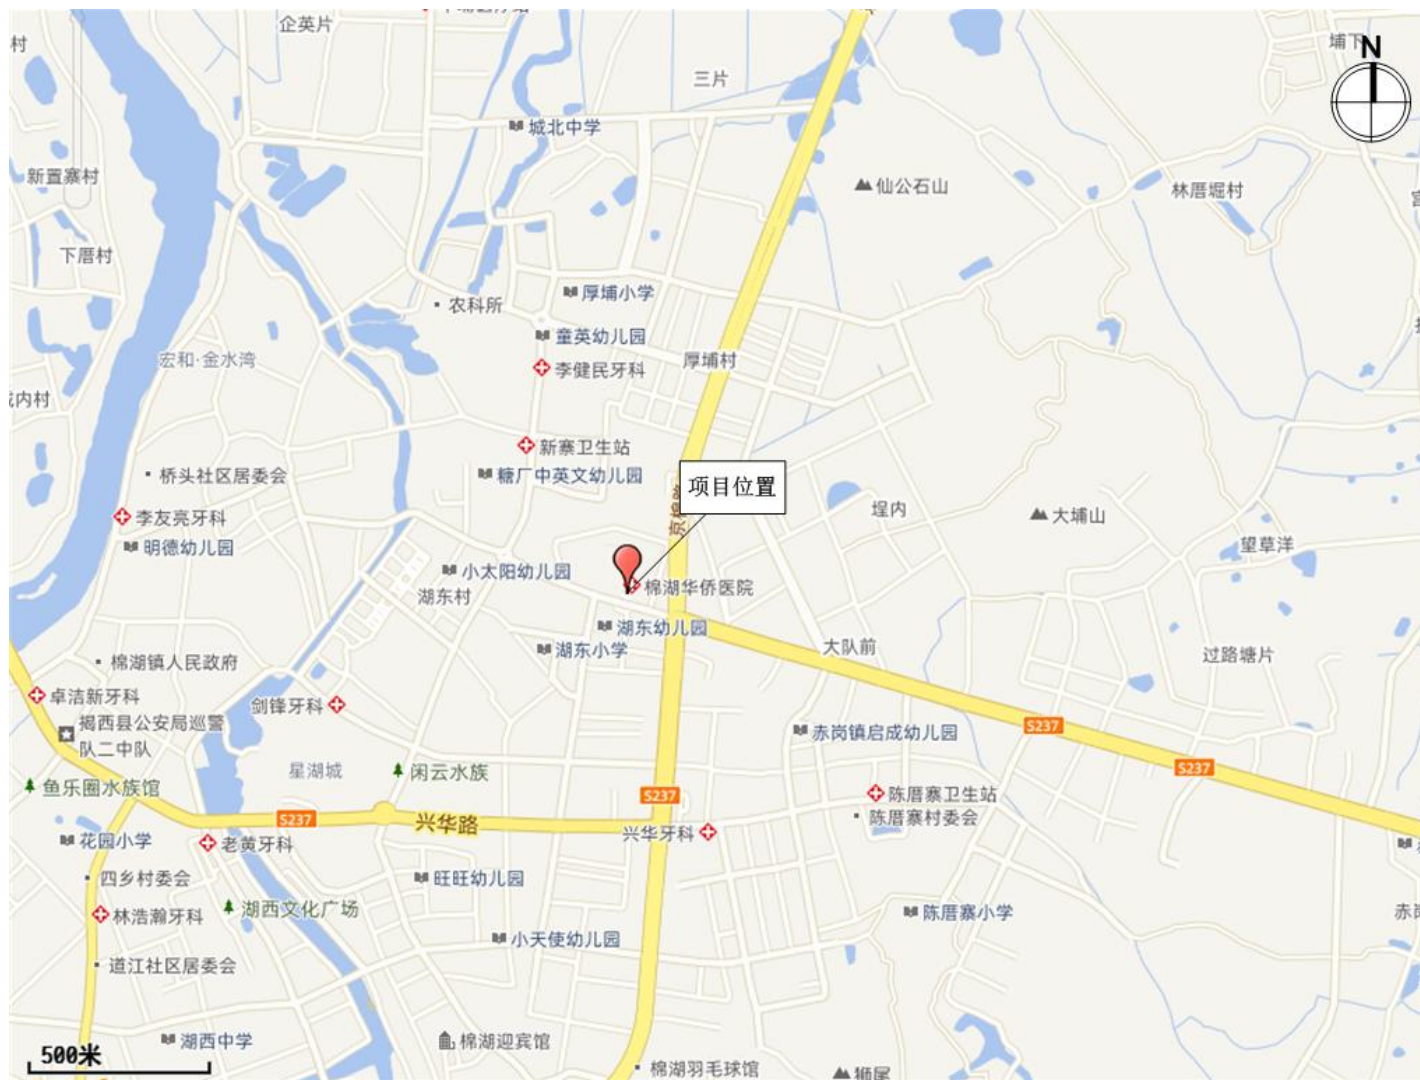 企英片
村
埔下
N
三片
城北中学
新置寨村
仙公石山
林厝堀村
下厝村
厚埔小学
农科所
童英幼儿园
宏和·金水湾
厚埔村
李健民牙科
内村
新寨卫生站
桥头社区居委会
糖厂中英文幼儿园
项目位置
埕内
大埔山
李友亮牙科
明德幼儿园
望草洋
小太阳幼儿园
棉湖华侨医院
湖东村
湖东幼儿园
湖东小学
大队前
过路塘片
棉湖镇人民政府
卓洁新牙科
剑锋牙科
揭西县公安局巡警
队二中队
赤岗镇启成幼儿园
S237
星湖城
闲云水族
S237
鱼乐圈水族馆
S237
陈厝寨卫生站
S237
兴华路
陈厝寨村委会
兴华牙科
花园小学
老黄牙科
四乡村委会
旺旺幼儿园
林浩瀚牙科
湖西文化广场
陈厝寨小学
小天使幼儿园
道江社区居委会
湖西中学
棉湖迎宾馆
500米
棉湖羽毛球馆
狮尾